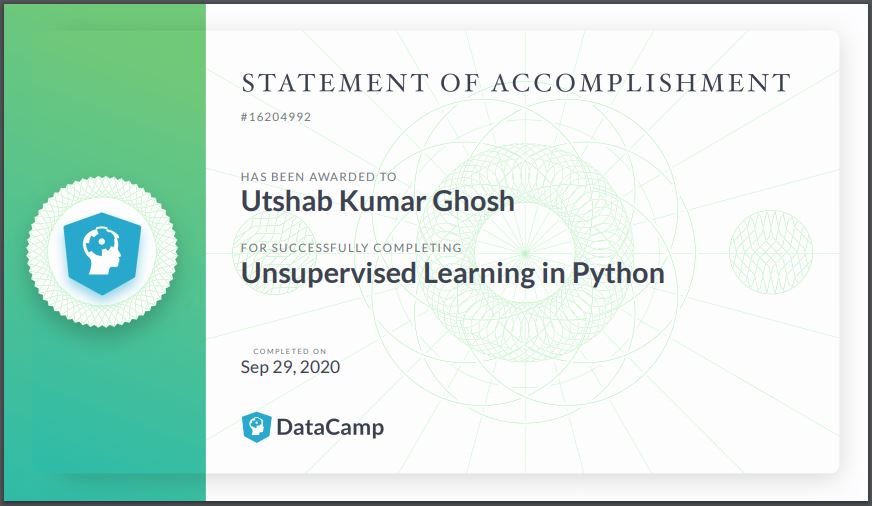 STATEMENT OF ACCOMPLISHMENT
#16204992
HAS BEEN AWARDED TO
Utshab Kumar Ghosh
FOR SUCCESSFULLY COMPLETING
Unsupervised Learning in Python
COMPLETED ON
Sep 29, 2020
DataCamp